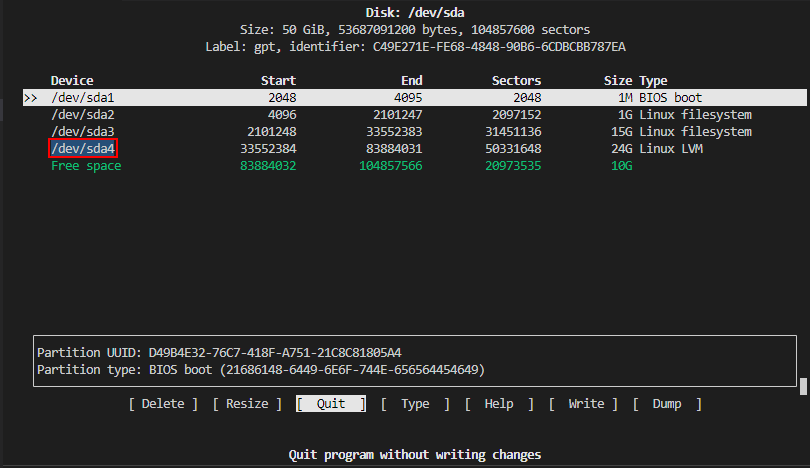 Disk: /dev/sda
Size: 50 GiB, 53687091200 bytes, 104857600 sectors
Label: gpt, identifier: C49E271E-FE68-4848-90B6-6CDBCBB787EA
Device Start End Sectors Size Type
>> /dev/sda1 2048 4095 2048 1M BIOS boot
/dev/sda2 4096 2101247 2097152 1G Linux filesystem
/dev/sda3 2101248 33552383 31451136 15G Linux filesystem
/dev/sda4 33552384 83884031 50331648 24G Linux LVM
Free space 83884032 104857566 20973535 10G
Partition UUID: D49B4E32-76C7-418F-A751-21C8C81805A4
Partition type: BIOS boot (21686148-6449-6E6F-744E-656564454649)
[ Delete ] [ Resize ] [ Quit ] [ Type ] [ Help ] [ Write ] [ Dump ]
Quit program without writing changes